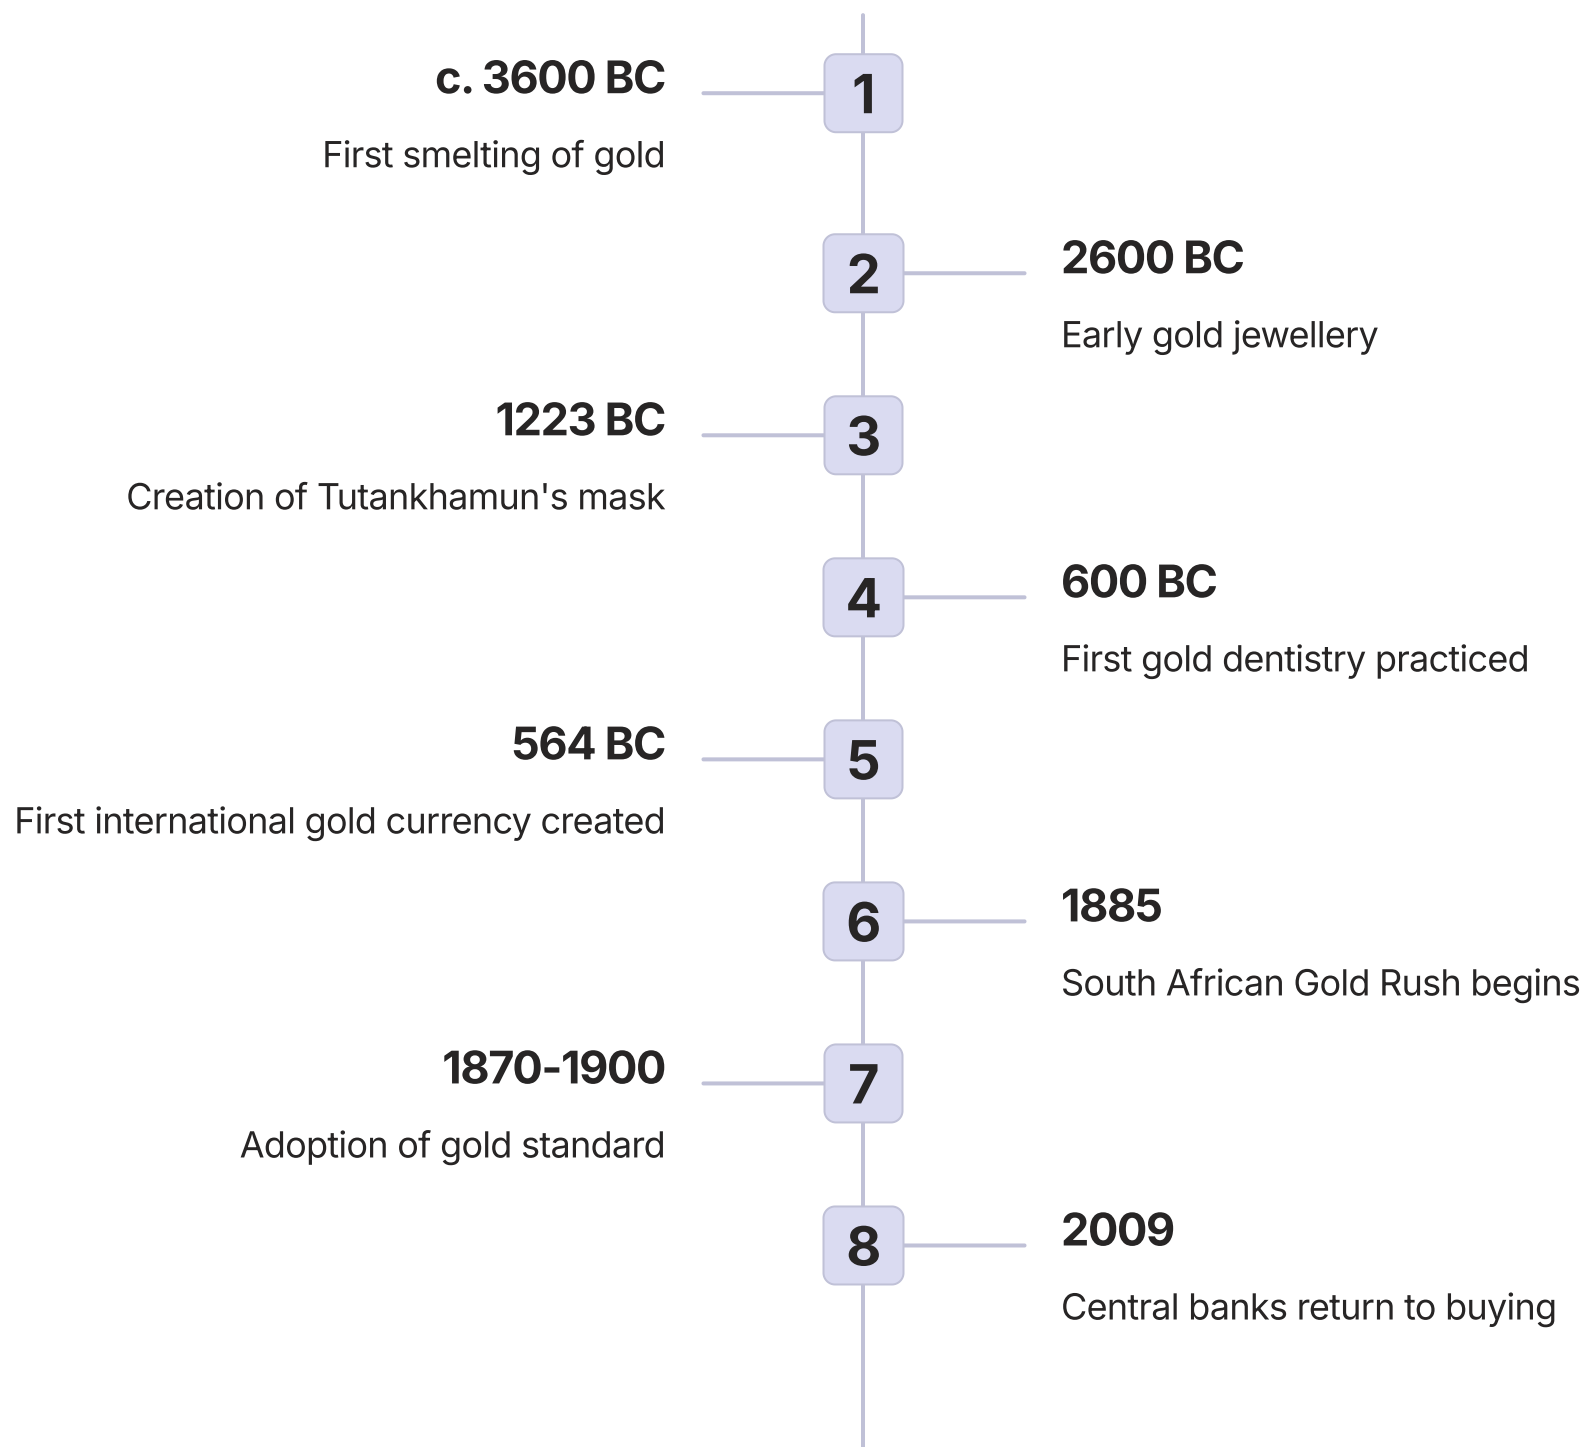 c. 3600 BC
1
First smelting of gold
2
2600 BC
Early gold jewellery
1223 BC
3
Creation of Tutankhamun's mask
4
600 BC
First gold dentistry practiced
564 BC
5
First international gold currency created
6
1885
South African Gold Rush begins
1870-1900
7
Adoption of gold standard
8
2009
Central banks return to buying